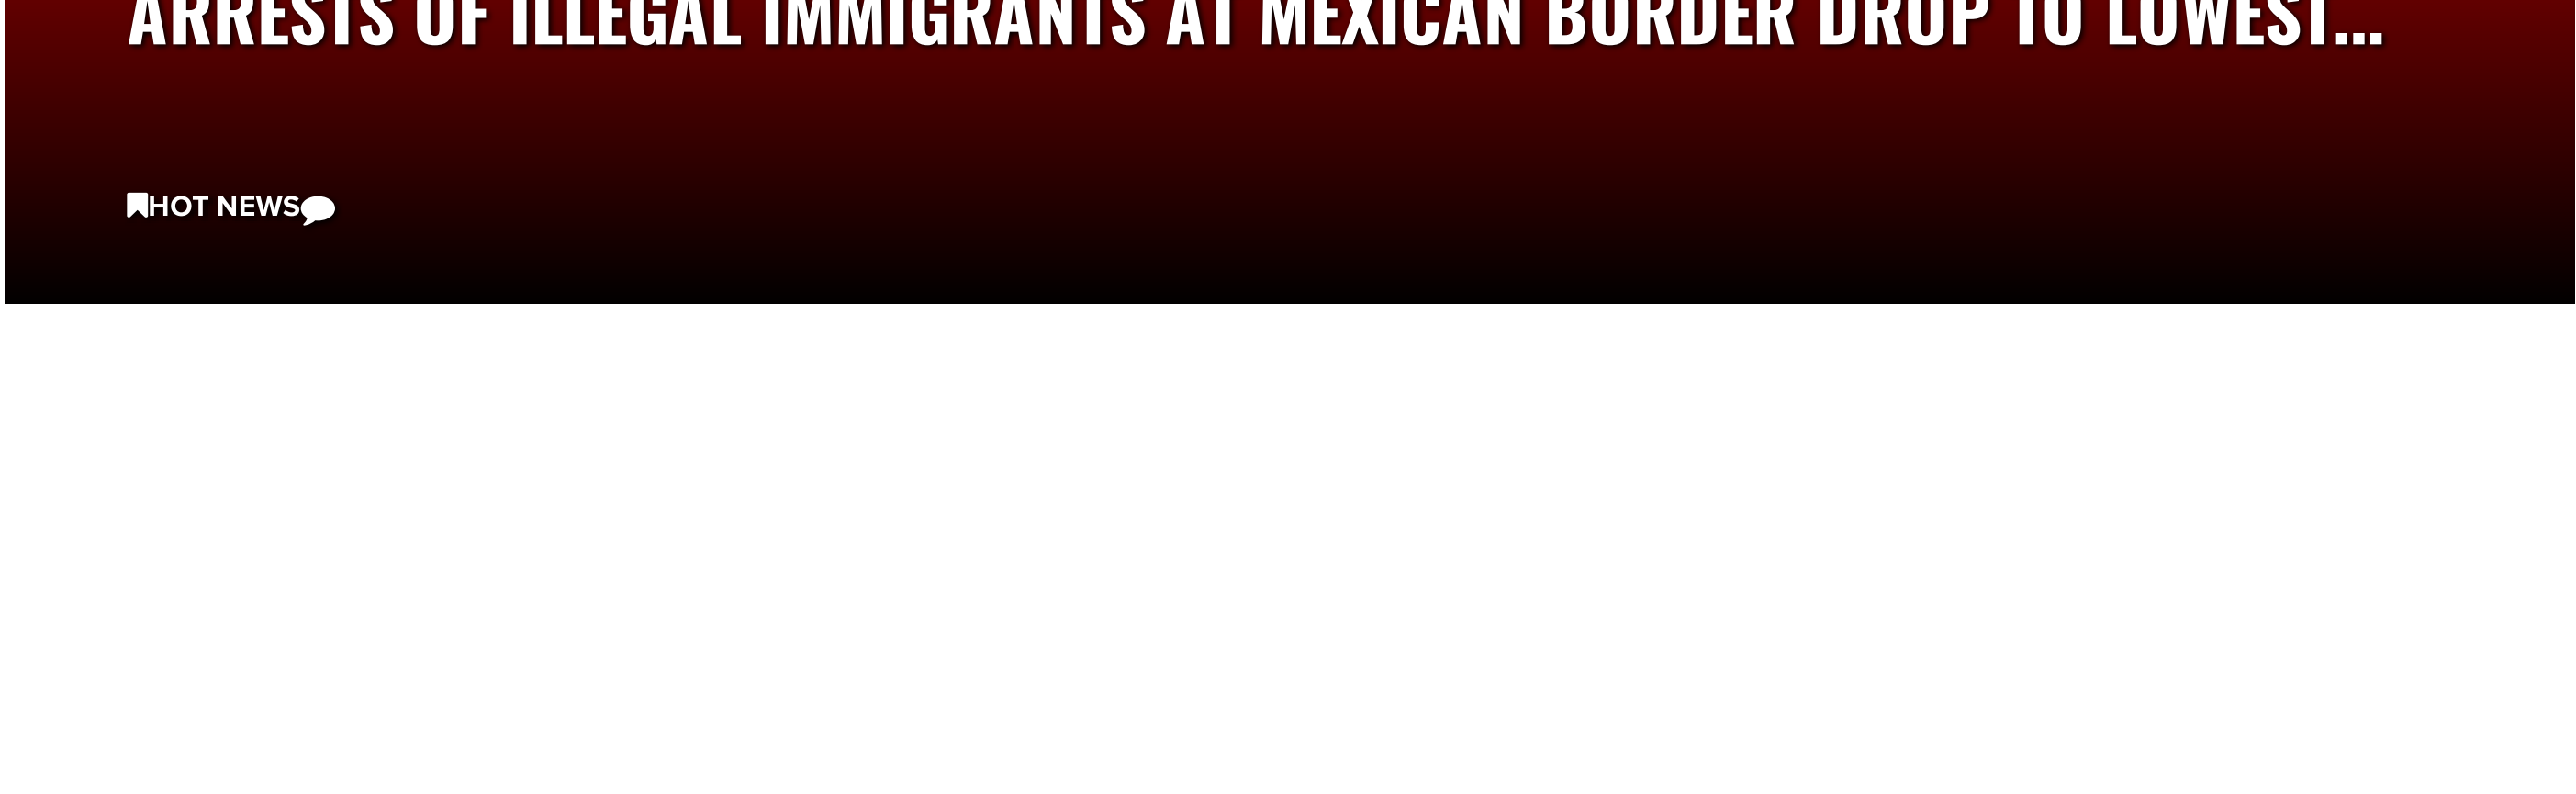 ARRESTS OF ILLEGAL IMMIGRANTS AT MEXICAN BORDER DROP TO LOWEST...
HOT NEWS